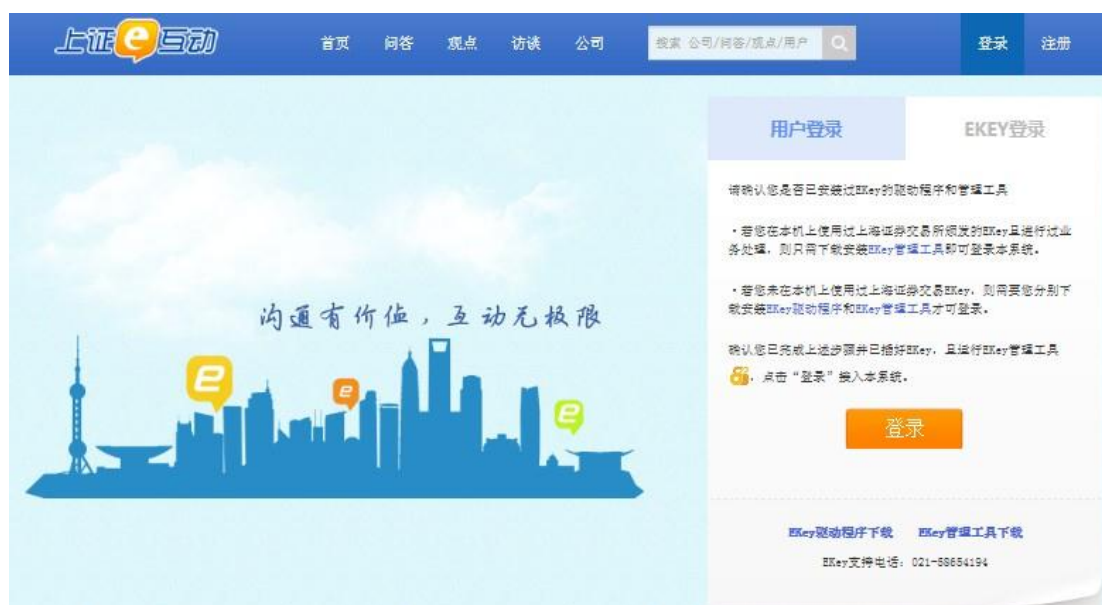 上证e互动
首页 问答 观点 访谈 公司 搜索 公司/问答/观点/用户 登录 注册
沟通有价值，互动无极限
e e e
用户登录 EKEY登录
请确认您是否已安装过EKey的驱动程序和管理工具
·若您在本机上使用过上海证券交易所颁发的EKey且进行过业
务处理，则只需下载安装EKey管理工具即可登录本系统。
·若您未在本机上使用过上海证券交易EKey，则需要您分别下
载安装EKey驱动程序和EKey管理工具才可登录。
确认您已完成上述步骤并已插好EKey，且运行EKey管理工具
，点击“登录”接入本系统。
登录
EKey驱动程序下载 EKey管理工具下载
EKey支持电话：021-58654194